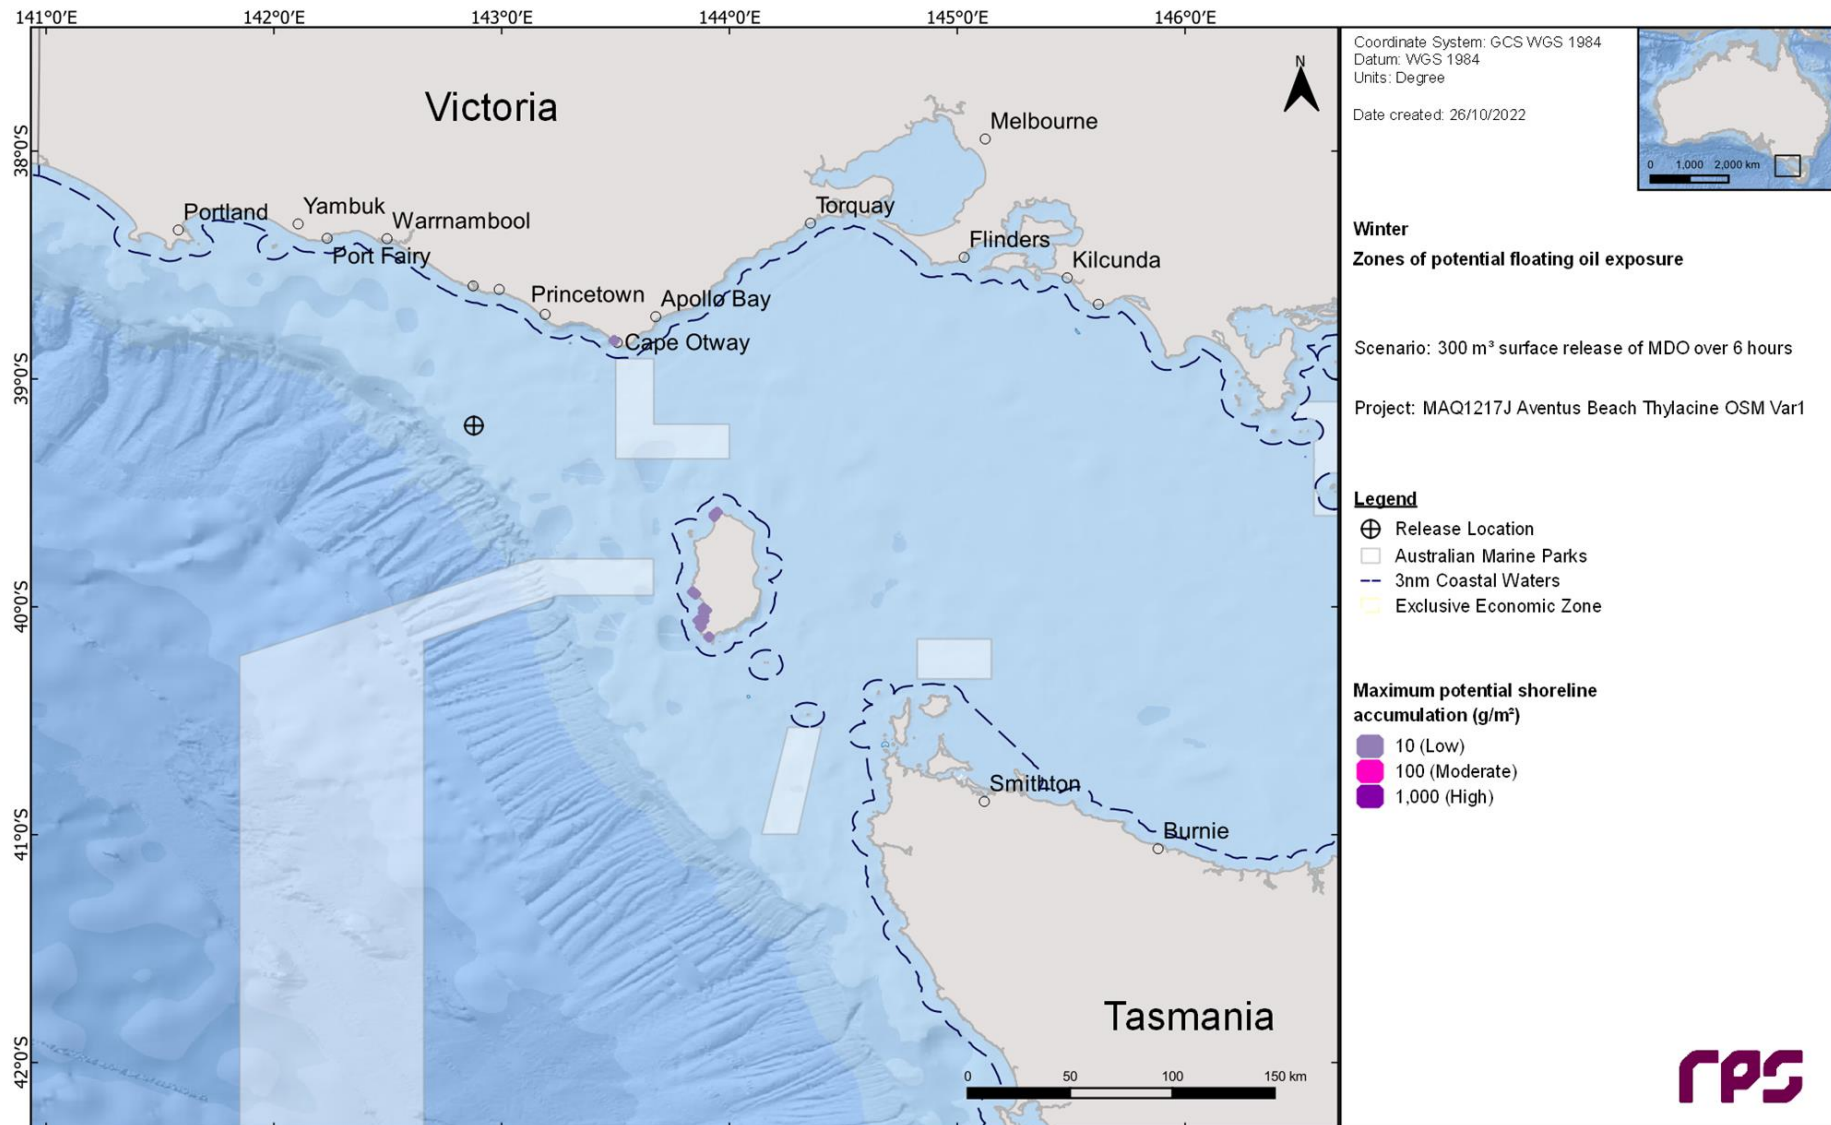 141°0'E 142°0'E 143°0'E 144°0'E 145°0'E 146°0'E
38°0'S
39°0'S
40°0'S
41°0'S
42°0'S
Victoria
N
Melbourne
Portland
Yambuk
Warrnambool
Port Fairy
Torquay
Flinders
Kilcunda
Princetown
Apollo Bay
Cape Otway
Smithton
Burnie
Tasmania
0 50 100 150 km
Coordinate System: GCS WGS 1984
Datum: WGS 1984
Units: Degree
Date created: 26/10/2022
0 1,000 2,000 km
Winter
Zones of potential floating oil exposure
Scenario: 300 m³ surface release of MDO over 6 hours
Project: MAQ1217J Aventus Beach Thylacine OSM Var1
Legend
Release Location
Australian Marine Parks
3nm Coastal Waters
Exclusive Economic Zone
Maximum potential shoreline
accumulation (g/m²)
10 (Low)
100 (Moderate)
1,000 (High)
rps